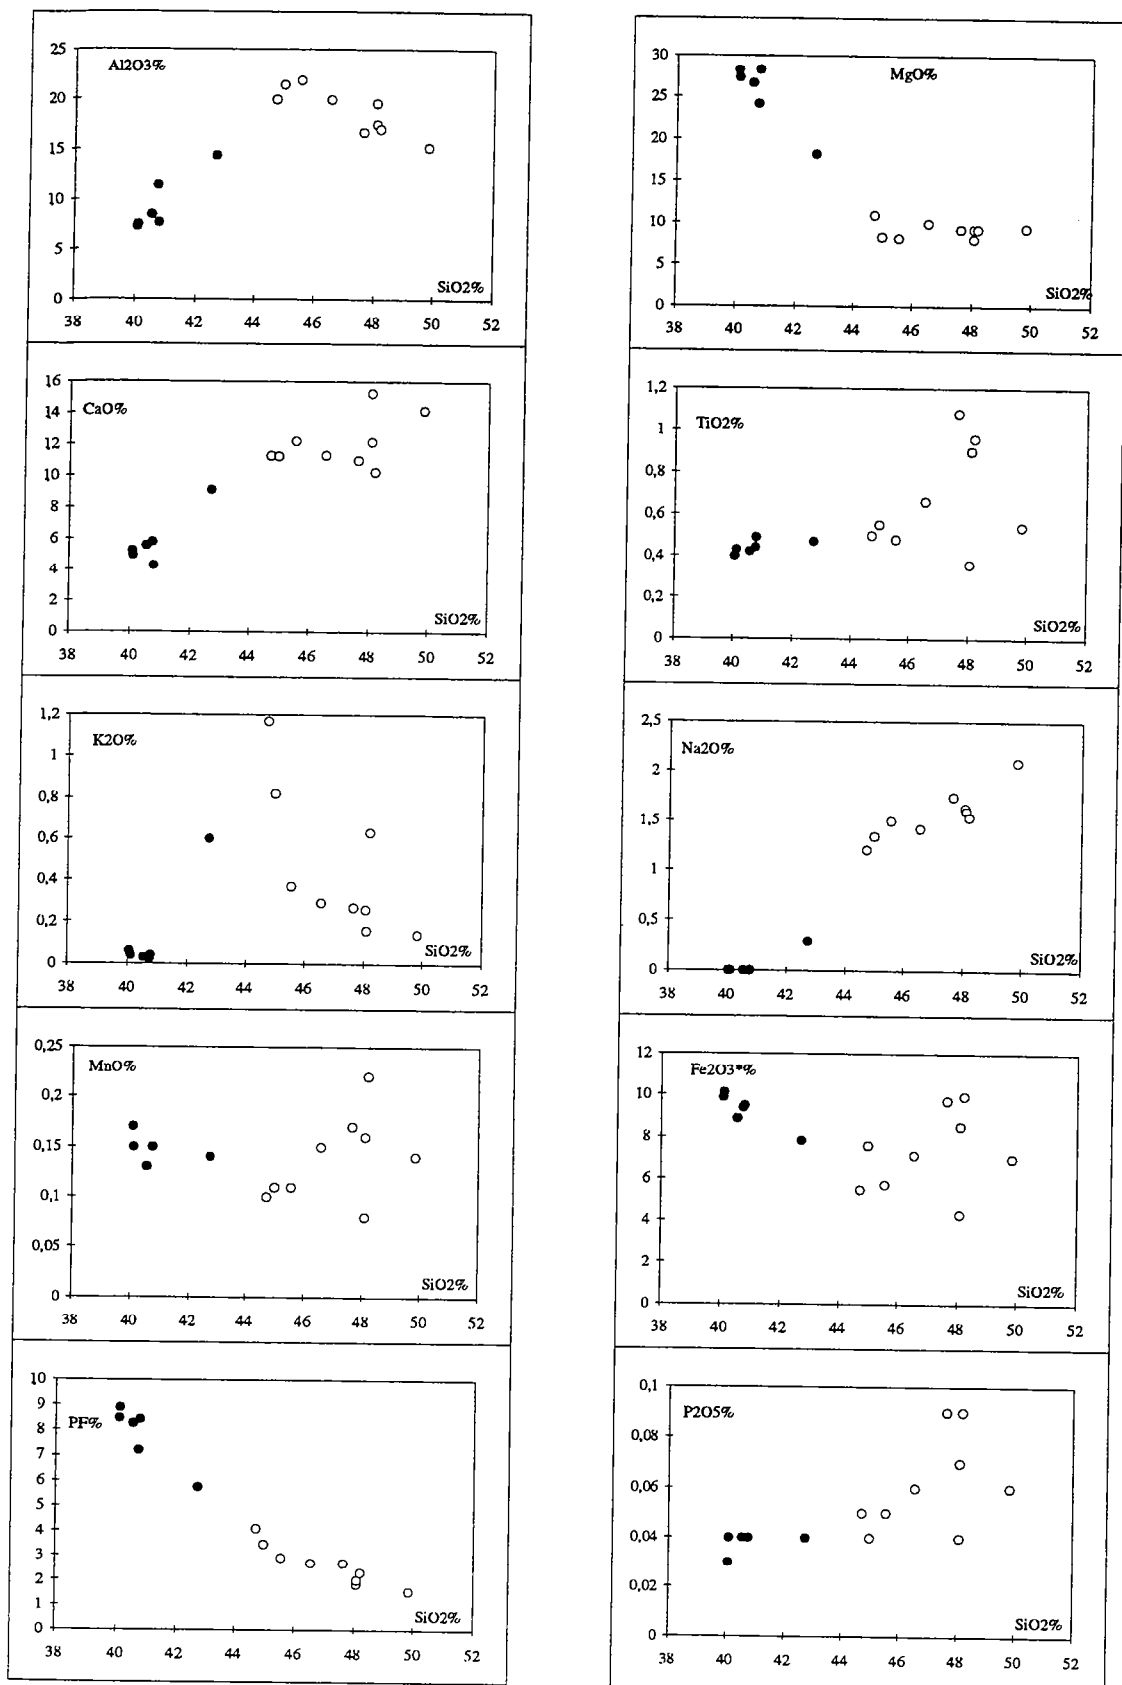 25
Al2O3%
20
15
10
5
0
SiO2%
38 40 42 44 46 48 50 52
30
MgO%
25
20
15
10
5
0
SiO2%
38 40 42 44 46 48 50 52
16
CaO%
14
12
10
8
6
4
2
0
SiO2%
38 40 42 44 46 48 50 52
1,2
TiO2%
1
0,8
0,6
0,4
0,2
0
SiO2%
38 40 42 44 46 48 50 52
1,2
K2O%
1
0,8
0,6
0,4
0,2
0
SiO2%
38 40 42 44 46 48 50 52
2,5
Na2O%
2
1,5
1
0,5
0
SiO2%
38 40 42 44 46 48 50 52
0,25
MnO%
0,2
0,15
0,1
0,05
0
SiO2%
38 40 42 44 46 48 50 52
12
Fe2O3*%
10
8
6
4
2
0
SiO2%
38 40 42 44 46 48 50 52
10
9
PF%
8
7
6
5
4
3
2
1
0
SiO2%
38 40 42 44 46 48 50 52
0,1
P2O5%
0,08
0,06
0,04
0,02
0
SiO2%
38 40 42 44 46 48 50 52